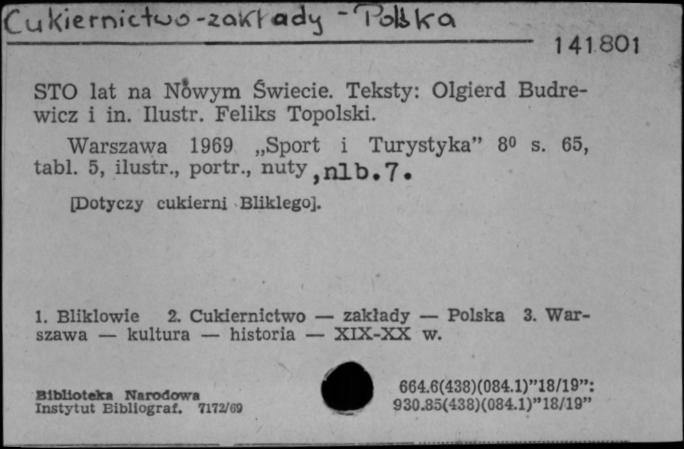 Cukiernictwo-zakłady - Polska
141801
STO lat na Nowym Świecie. Teksty: Olgierd Budre-
wicz i in. Ilustr. Feliks Topolski.
Warszawa 1969 „Sport i Turystyka” 8⁰ s. 65,
tabl. 5, ilustr., portr., nuty, nlb. 7.
[Dotyczy cukierni Bliklego].
1. Bliklowie 2. Cukiernictwo — zakłady — Polska 3. War-
szawa — kultura — historia — XIX-XX w.
664.6(438)(084.1)”18/19”:
930.85(438)(084.1)”18/19”
Biblioteka Narodowa
Instytut Bibliograf. 7172/69